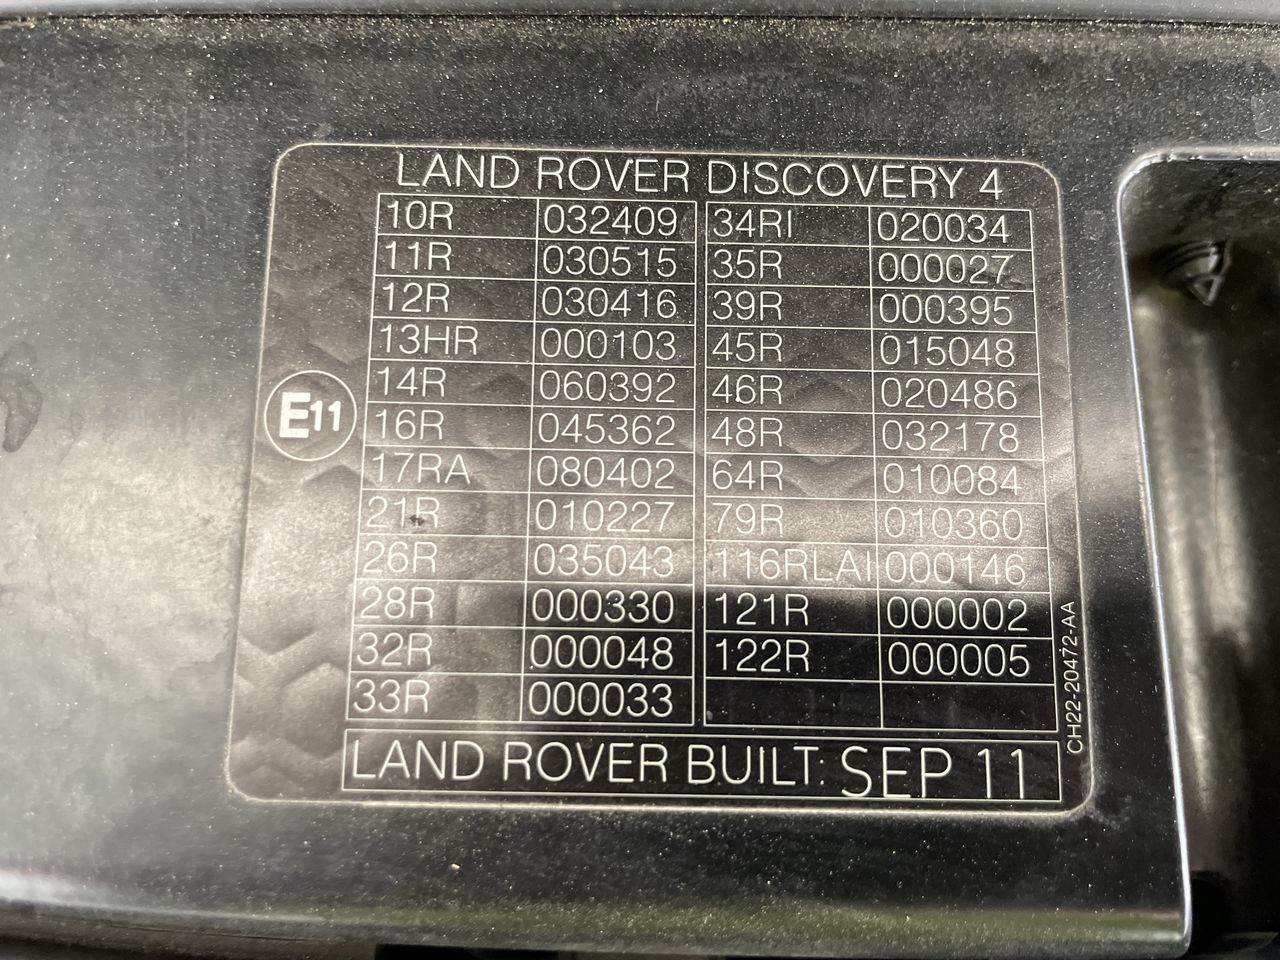 LAND ROVER DISCOVERY 4
10R 032409 34RI 020034
11R 030515 35R 000027
12R 030416 39R 000395
13HR 000103 45R 015048
14R 060392 46R 020486
16R 045362 48R 032178
17RA 080402 64R 010084
21R 010227 79R 010360
26R 035043 116RLAI 000146
28R 000330 121R 000002
32R 000048 122R 000005
33R 000033
E11
LAND ROVER BUILT: SEP 11
CH22-20472-AA